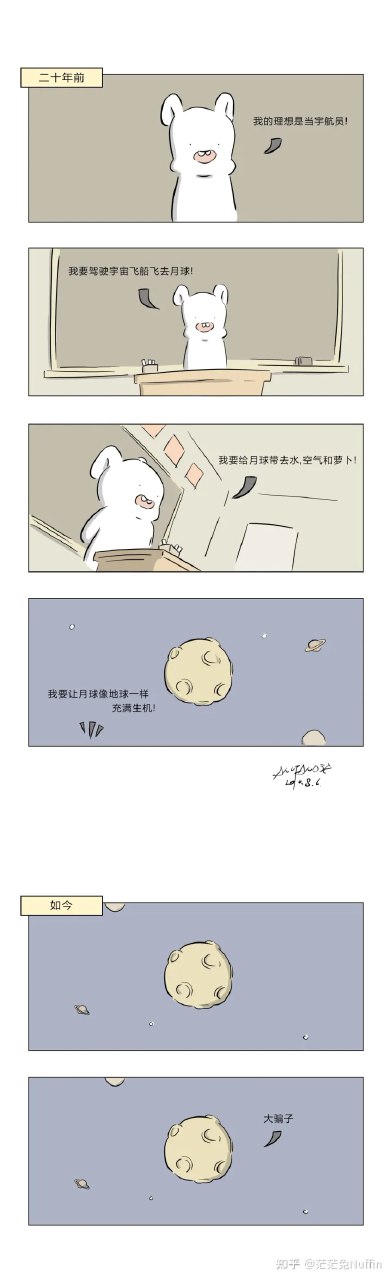 二十年前
我的理想是当宇航员!
我要驾驶宇宙飞船飞去月球!
我要给月球带去水,空气和萝卜!
我要让月球像地球一样
充满生机!
如今
大骗子
知乎 @茫茫兔Nuffin